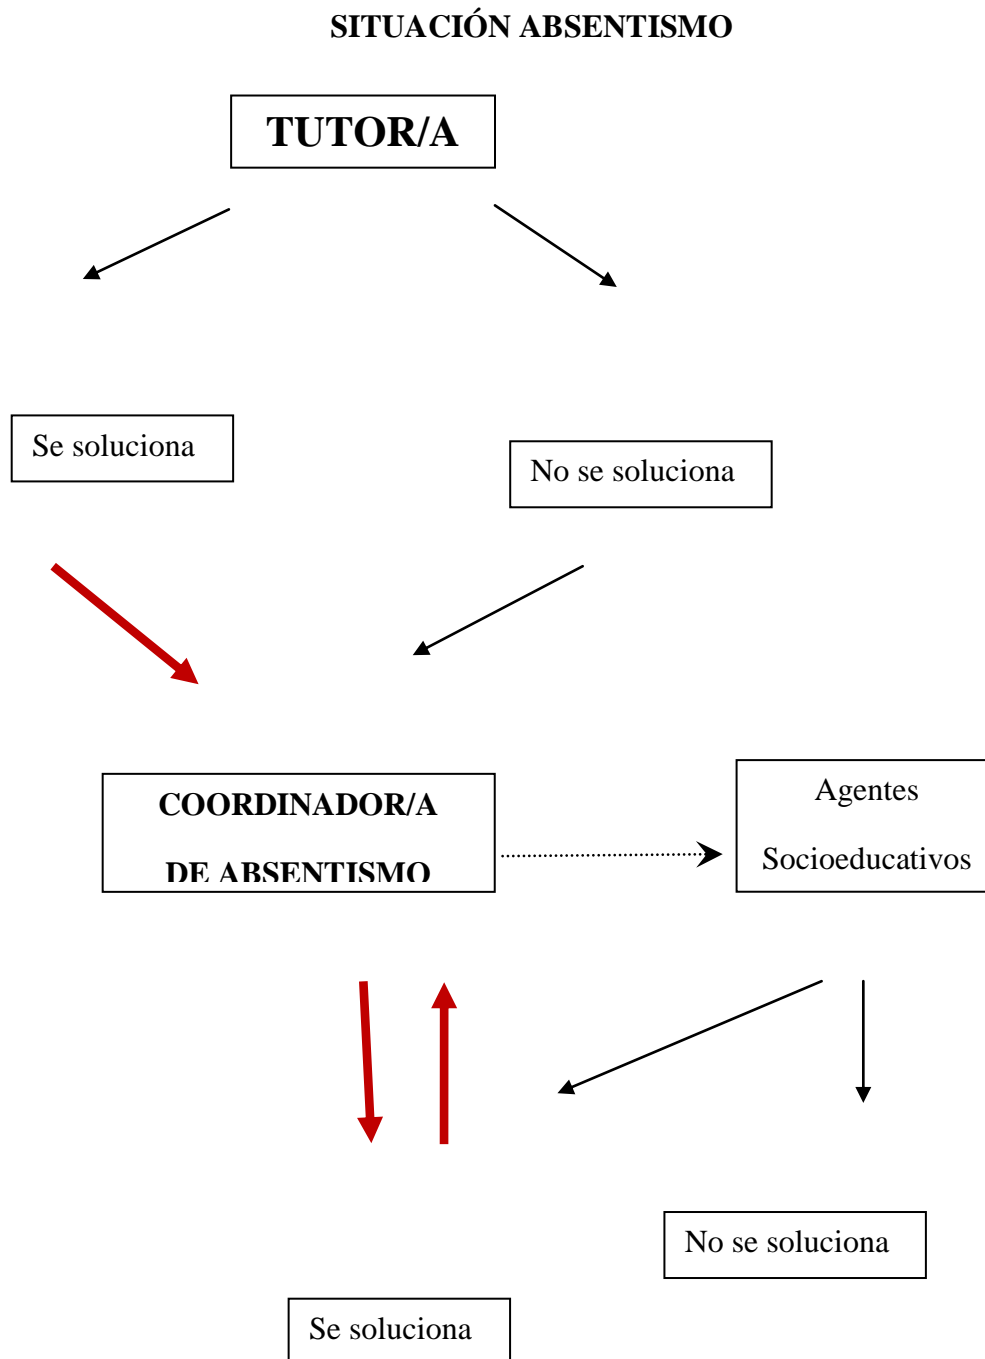 SITUACIÓN ABSENTISMO
TUTOR/A
Se soluciona
No se soluciona
COORDINADOR/A
DE ABSENTISMO
Agentes
Socioeducativos
No se soluciona
Se soluciona